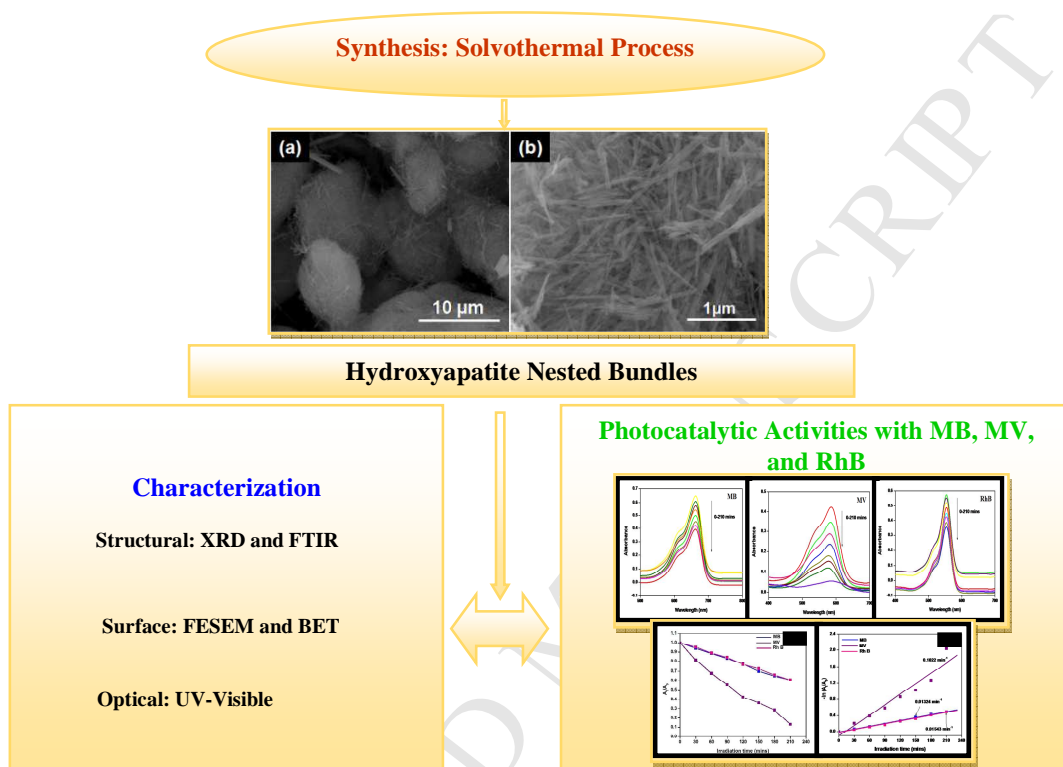 Synthesis: Solvothermal Process
(a)
(b)
10 µm
1µm
Hydroxyapatite Nested Bundles
Characterization
Structural: XRD and FTIR
Surface: FESEM and BET
Optical: UV-Visible
Photocatalytic Activities with MB, MV,
and RhB
MB
0-210 mins
Absorbance
Wavelength (nm)
MV
0-210 mins
Absorbance
Wavelength (nm)
RhB
0-210 mins
Absorbance
Wavelength (nm)
MB
MV
Rh B
Irradiation time (mins)
MB
MV
Rh B
0.1022 min⁻¹
0.01324 min⁻¹
0.01543 min⁻¹
Irradiation time (mins)
CRIPT